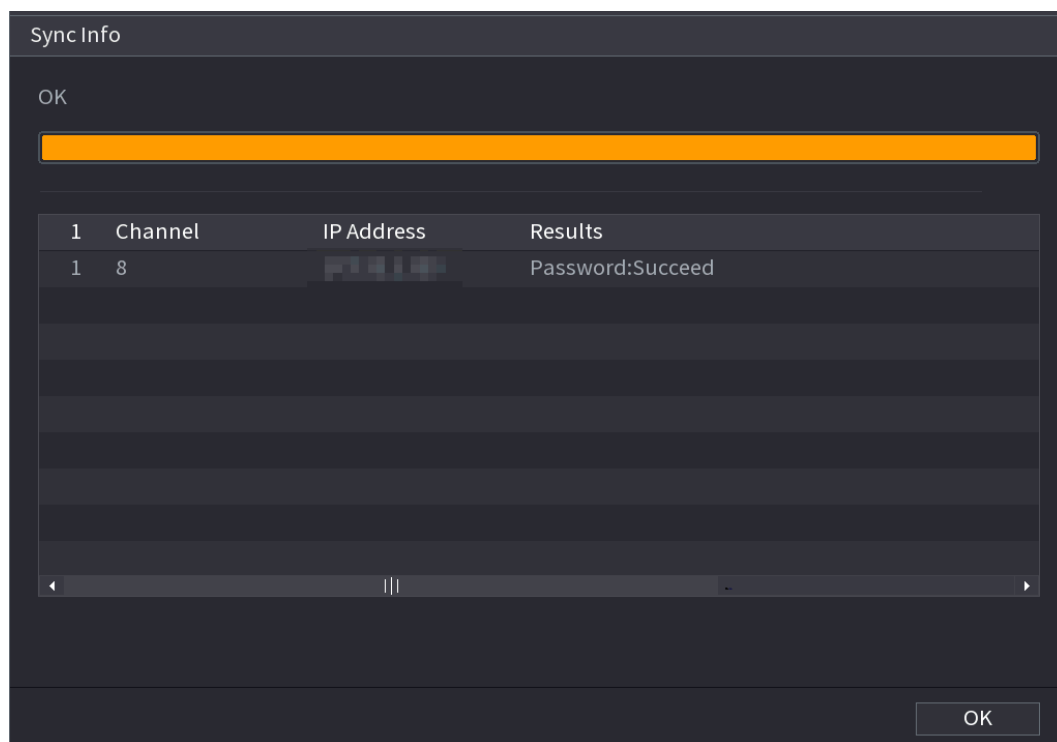 Sync Info
OK
1 Channel IP Address Results
1 8 Password:Succeed
OK